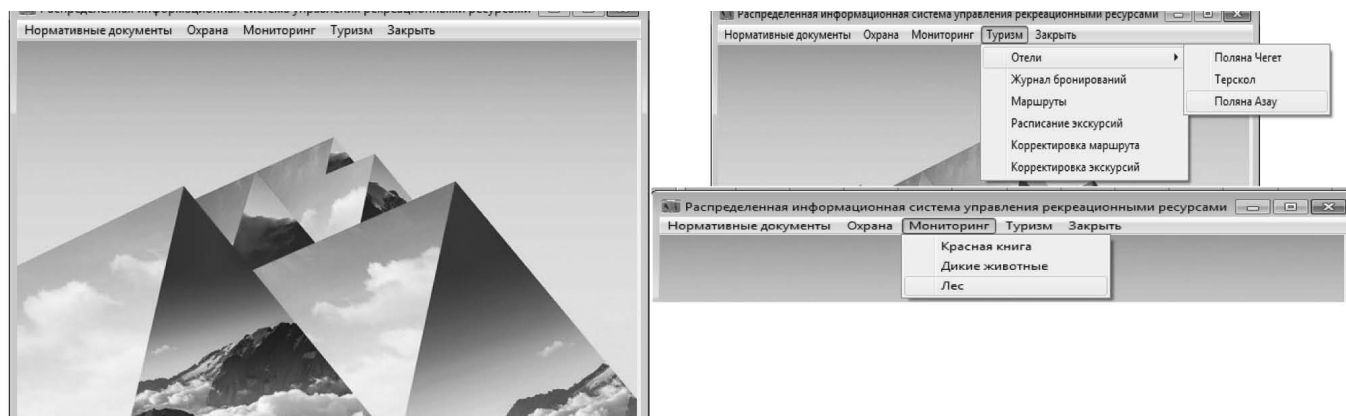 Распределенная информационная система управления рекреационными ресурсами
Нормативные документы Охрана Мониторинг Туризм Закрыть
Распределенная информационная система управления рекреационными ресурсами
Нормативные документы Охрана Мониторинг Туризм Закрыть
Отели Поляна Чегет
Журнал бронирований Терскол
Маршруты Поляна Азау
Расписание экскурсий
Корректировка маршрута
Корректировка экскурсий
Распределенная информационная система управления рекреационными ресурсами
Нормативные документы Охрана Мониторинг Туризм Закрыть
Красная книга
Дикие животные
Лес